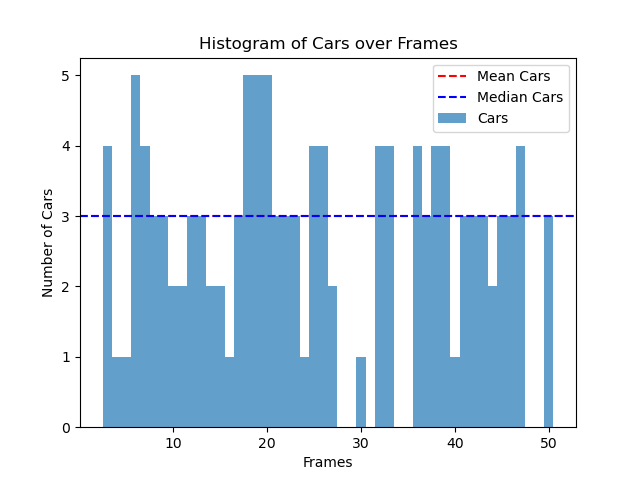 Histogram of Cars over Frames
Number of Cars
5
4
3
2
1
0
Mean Cars
Median Cars
Cars
10 20 30 40 50
Frames